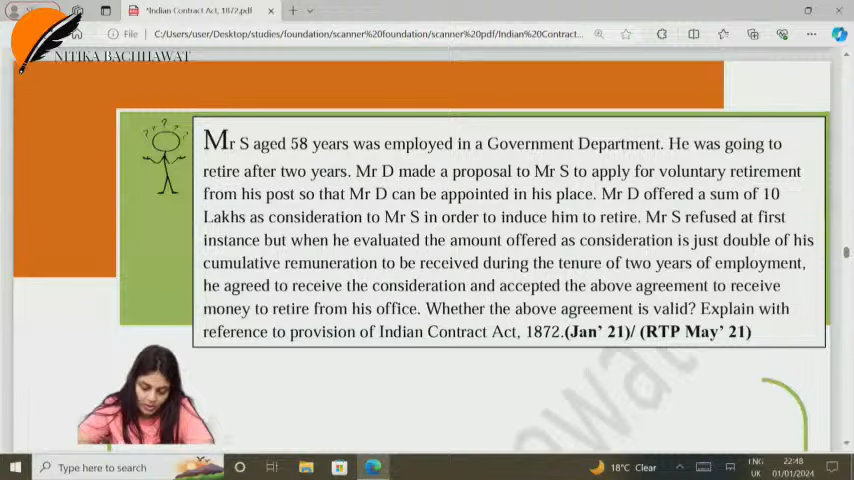 *Indian Contract Act, 1872.pdf
File
C:/Users/user/Desktop/studies/foundation/scanner%20foundation/scanner%20pdf/Indian%20Contract...
NITIKA BACHHAWAT
Mr S aged 58 years was employed in a Government Department. He was going to
retire after two years. Mr D made a proposal to Mr S to apply for voluntary retirement
from his post so that Mr D can be appointed in his place. Mr D offered a sum of 10
Lakhs as consideration to Mr S in order to induce him to retire. Mr S refused at first
instance but when he evaluated the amount offered as consideration is just double of his
cumulative remuneration to be received during the tenure of two years of employment,
he agreed to receive the consideration and accepted the above agreement to receive
money to retire from his office. Whether the above agreement is valid? Explain with
reference to provision of Indian Contract Act, 1872.(Jan' 21)/ (RTP May' 21)
Type here to search
18°C Clear
ENG
UK
22:48
01/01/2024